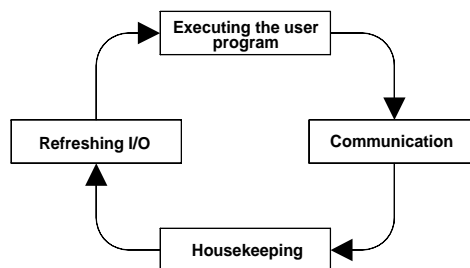 Executing the user
program
Refreshing I/O
Communication
Housekeeping